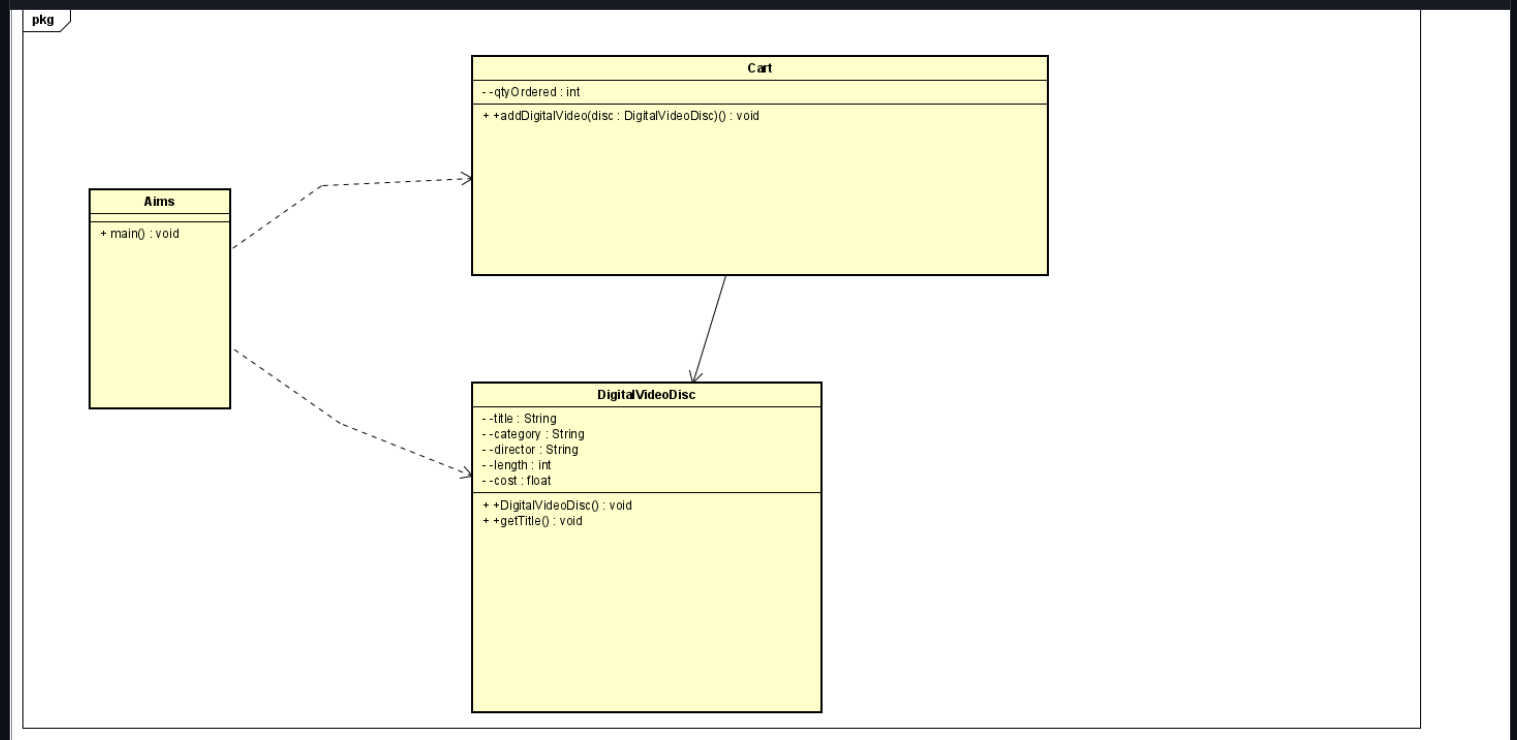 pkg
Cart
- -qtyOrdered : int
+ +addDigitalVideo(disc : DigitalVideoDisc)() : void
Aims
+ main() : void
DigitalVideoDisc
- -title : String
- -category : String
- -director : String
- -length : int
- -cost : float
+ +DigitalVideoDisc() : void
+ +getTitle() : void